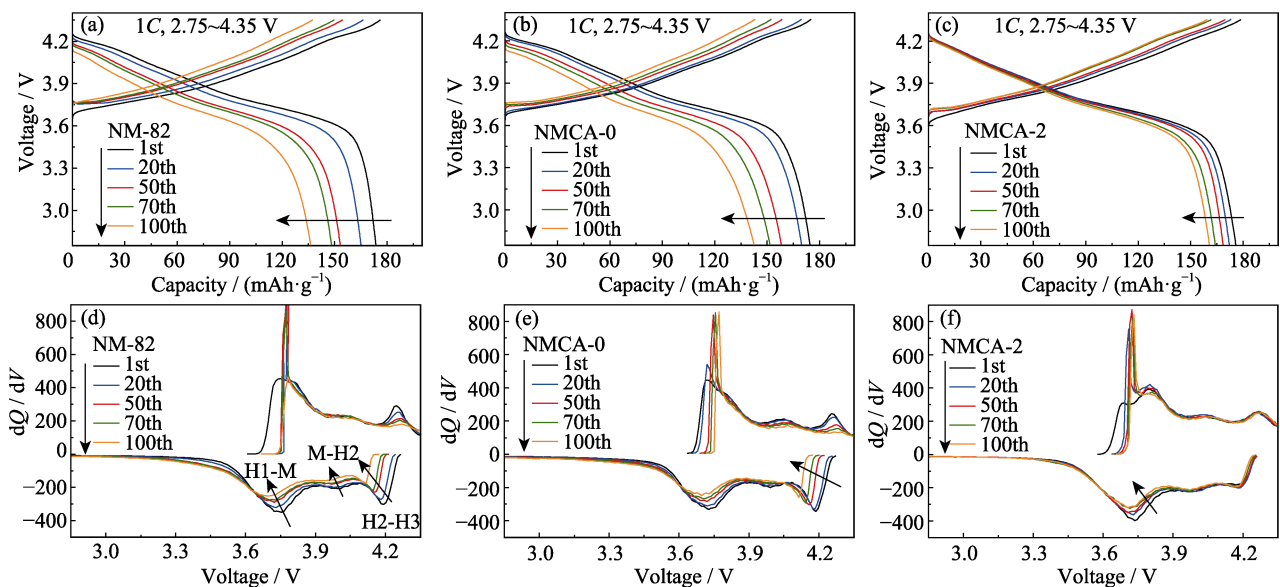 (a)
1C, 2.75~4.35 V
4.2
3.9
3.6
3.3
3.0
Voltage / V
NM-82
1st
20th
50th
70th
100th
0
30
60
90
120
150
180
Capacity / (mAh·g⁻¹)
(b)
1C, 2.75~4.35 V
4.2
3.9
3.6
3.3
3.0
Voltage / V
NMCA-0
1st
20th
50th
70th
100th
0
30
60
90
120
150
180
Capacity / (mAh·g⁻¹)
(c)
1C, 2.75~4.35 V
4.2
3.9
3.6
3.3
3.0
Voltage / V
NMCA-2
1st
20th
50th
70th
100th
0
30
60
90
120
150
180
Capacity / (mAh·g⁻¹)
(d)
800
600
400
200
0
−200
−400
dQ / dV
NM-82
1st
20th
50th
70th
100th
H1-M
M-H2
H2-H3
3.0
3.3
3.6
3.9
4.2
Voltage / V
(e)
800
600
400
200
0
−200
−400
dQ / dV
NMCA-0
1st
20th
50th
70th
100th
3.0
3.3
3.6
3.9
4.2
Voltage / V
(f)
800
600
400
200
0
−200
−400
dQ / dV
NMCA-2
1st
20th
50th
70th
100th
3.0
3.3
3.6
3.9
4.2
Voltage / V